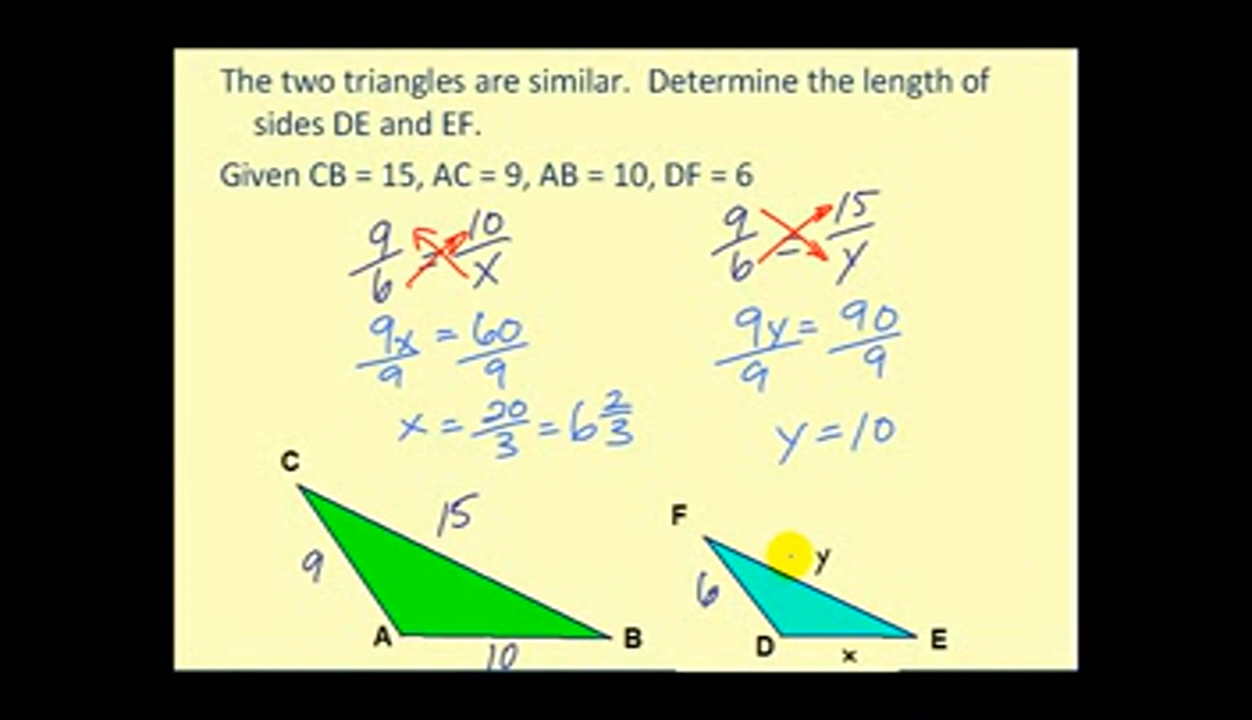 The two triangles are similar. Determine the length of
sides DE and EF.
Given CB = 15, AC = 9, AB = 10, DF = 6
9/6 = 10/x
9/6 = 15/y
9x/9 = 60/9
9y/9 = 90/9
x = 20/3 = 6 2/3
y = 10
C
15
9
A
B
10
F
y
6
D
E
x